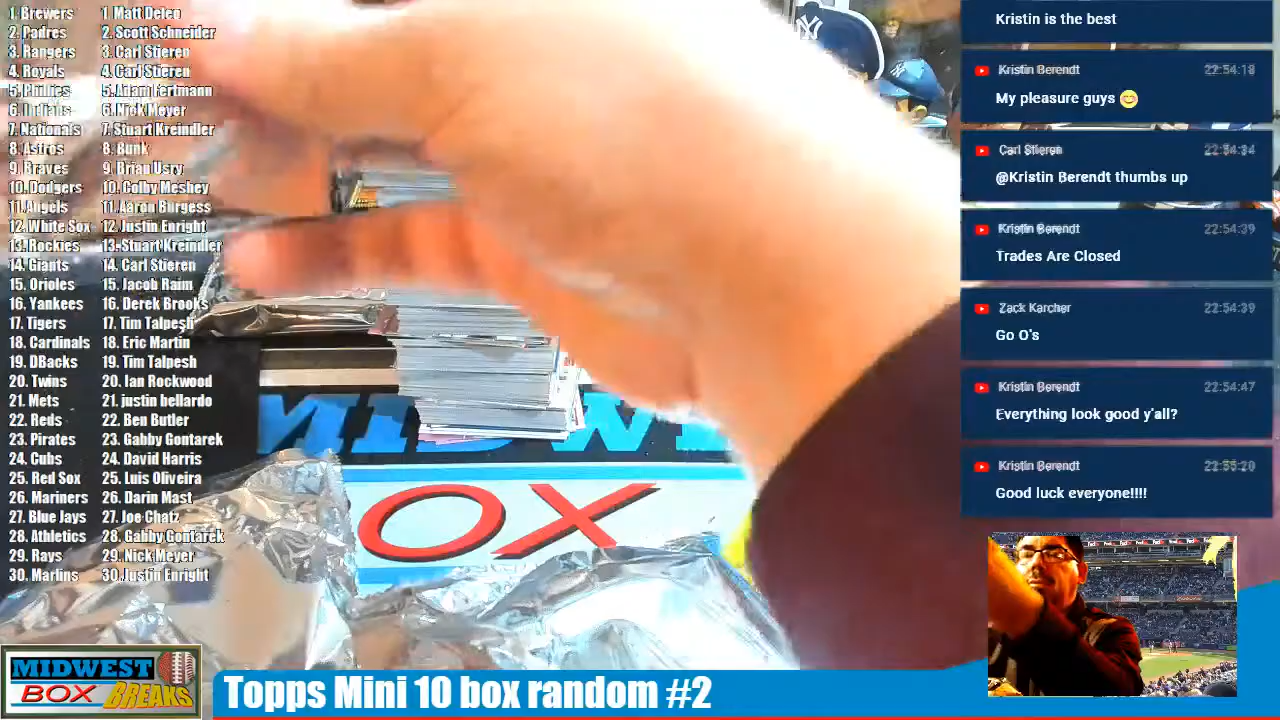 1. Brewers 1 Matt Deleo
2. Padres 2. Scott Schneider
3. Rangers 3. Carl Stieren
4. Royals 4. Carl Stieren
5. Phillies 5. Adam Fertmann
6. Indians 6. Nick Meyer
7. Nationals 7. Stuart Kreindler
8. Astros 8. Bunk
9. Braves 9. Brian Usry
10. Dodgers 10. Colby Meshey
11. Angels 11. Aaron Burgess
12. White Sox 12. Justin Enright
13. Rockies 13. Stuart Kreindler
14. Giants 14. Carl Stieren
15. Orioles 15. Jacob Raim
16. Yankees 16. Derek Brooks
17. Tigers 17. Tim Talpesh
18. Cardinals 18. Eric Martin
19. DBacks 19. Tim Talpesh
20. Twins 20. Ian Rockwood
21. Mets 21. justin bellardo
22. Reds 22. Ben Butler
23. Pirates 23. Gabby Gontarek
24. Cubs 24. David Harris
25. Red Sox 25. Luis Oliveira
26. Mariners 26. Darin Mast
27. Blue Jays 27. Joe Chatz
28. Athletics 28. Gabby Gontarek
29. Rays 29. Nick Meyer
30. Marlins 30. Justin Enright
NY
MIDW
OX
Kristin is the best
Kristin Berendt 22:54:18
My pleasure guys 😊
Carl Stieren 22:54:34
@Kristin Berendt thumbs up
Kristin Berendt 22:54:39
Trades Are Closed
Zack Karcher 22:54:39
Go O's
Kristin Berendt 22:54:47
Everything look good y'all?
Kristin Berendt 22:55:20
Good luck everyone!!!!
MIDWEST
BOX BREAKS
Topps Mini 10 box random #2